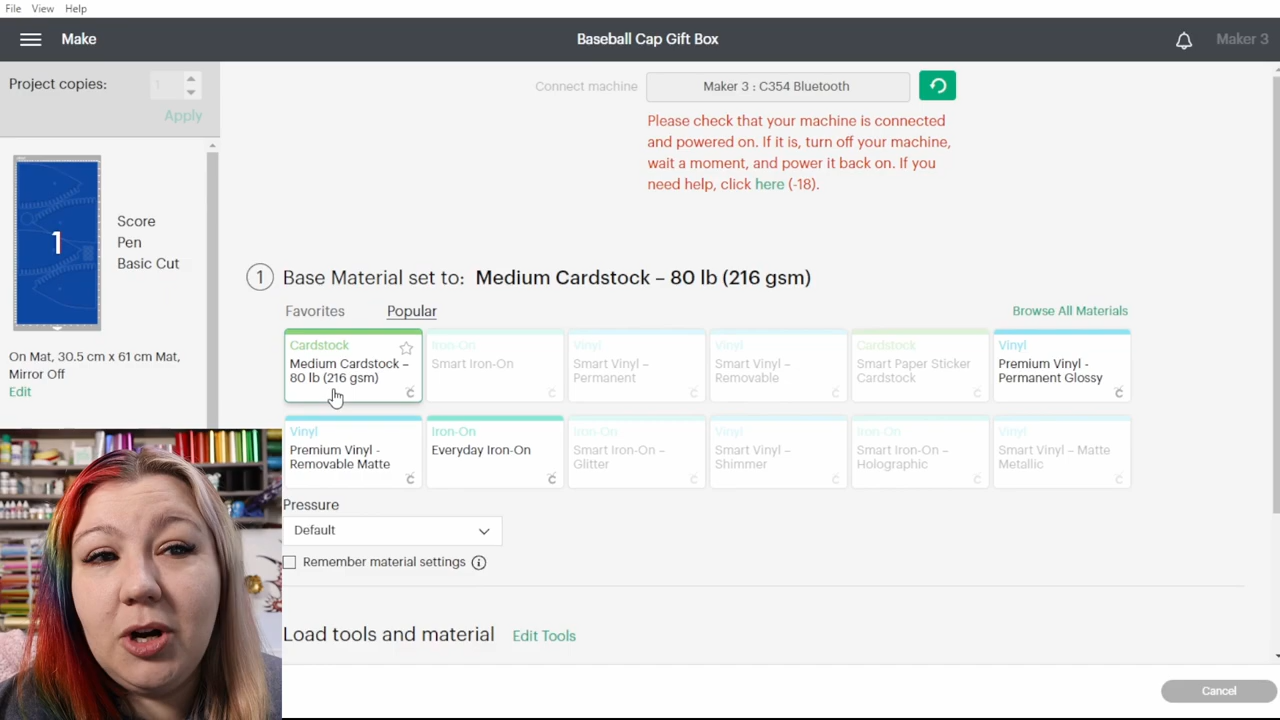 File View Help
Make
Baseball Cap Gift Box
Maker 3
Project copies:
1
Apply
Connect machine
Maker 3 : C354 Bluetooth
Please check that your machine is connected
and powered on. If it is, turn off your machine,
wait a moment, and power it back on. If you
need help, click here (-18).
1
Score
Pen
Basic Cut
On Mat, 30.5 cm x 61 cm Mat,
Mirror Off
Edit
1 Base Material set to: Medium Cardstock – 80 lb (216 gsm)
Favorites Popular
Browse All Materials
Cardstock
Medium Cardstock –
80 lb (216 gsm)
Iron-On
Smart Iron-On
Vinyl
Smart Vinyl –
Permanent
Vinyl
Smart Vinyl –
Removable
Cardstock
Smart Paper Sticker
Cardstock
Vinyl
Premium Vinyl -
Permanent Glossy
Vinyl
Premium Vinyl -
Removable Matte
Iron-On
Everyday Iron-On
Iron-On
Smart Iron-On –
Glitter
Vinyl
Smart Vinyl –
Shimmer
Iron-On
Smart Iron-On –
Holographic
Vinyl
Smart Vinyl – Matte
Metallic
Pressure
Default
Remember material settings
Load tools and material Edit Tools
Cancel